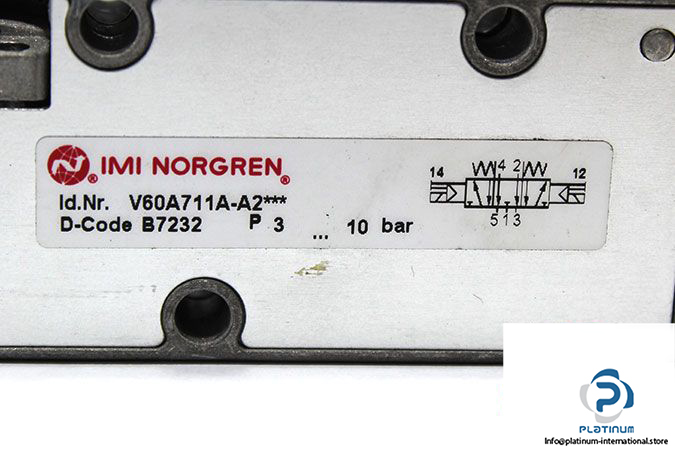 IMI NORGREN®
Id.Nr. V60A711A-A2***
D-Code B7232 P 3 ... 10 bar
14 4 2 12
5 1 3
PLATINUM
Info@platinum-international.store